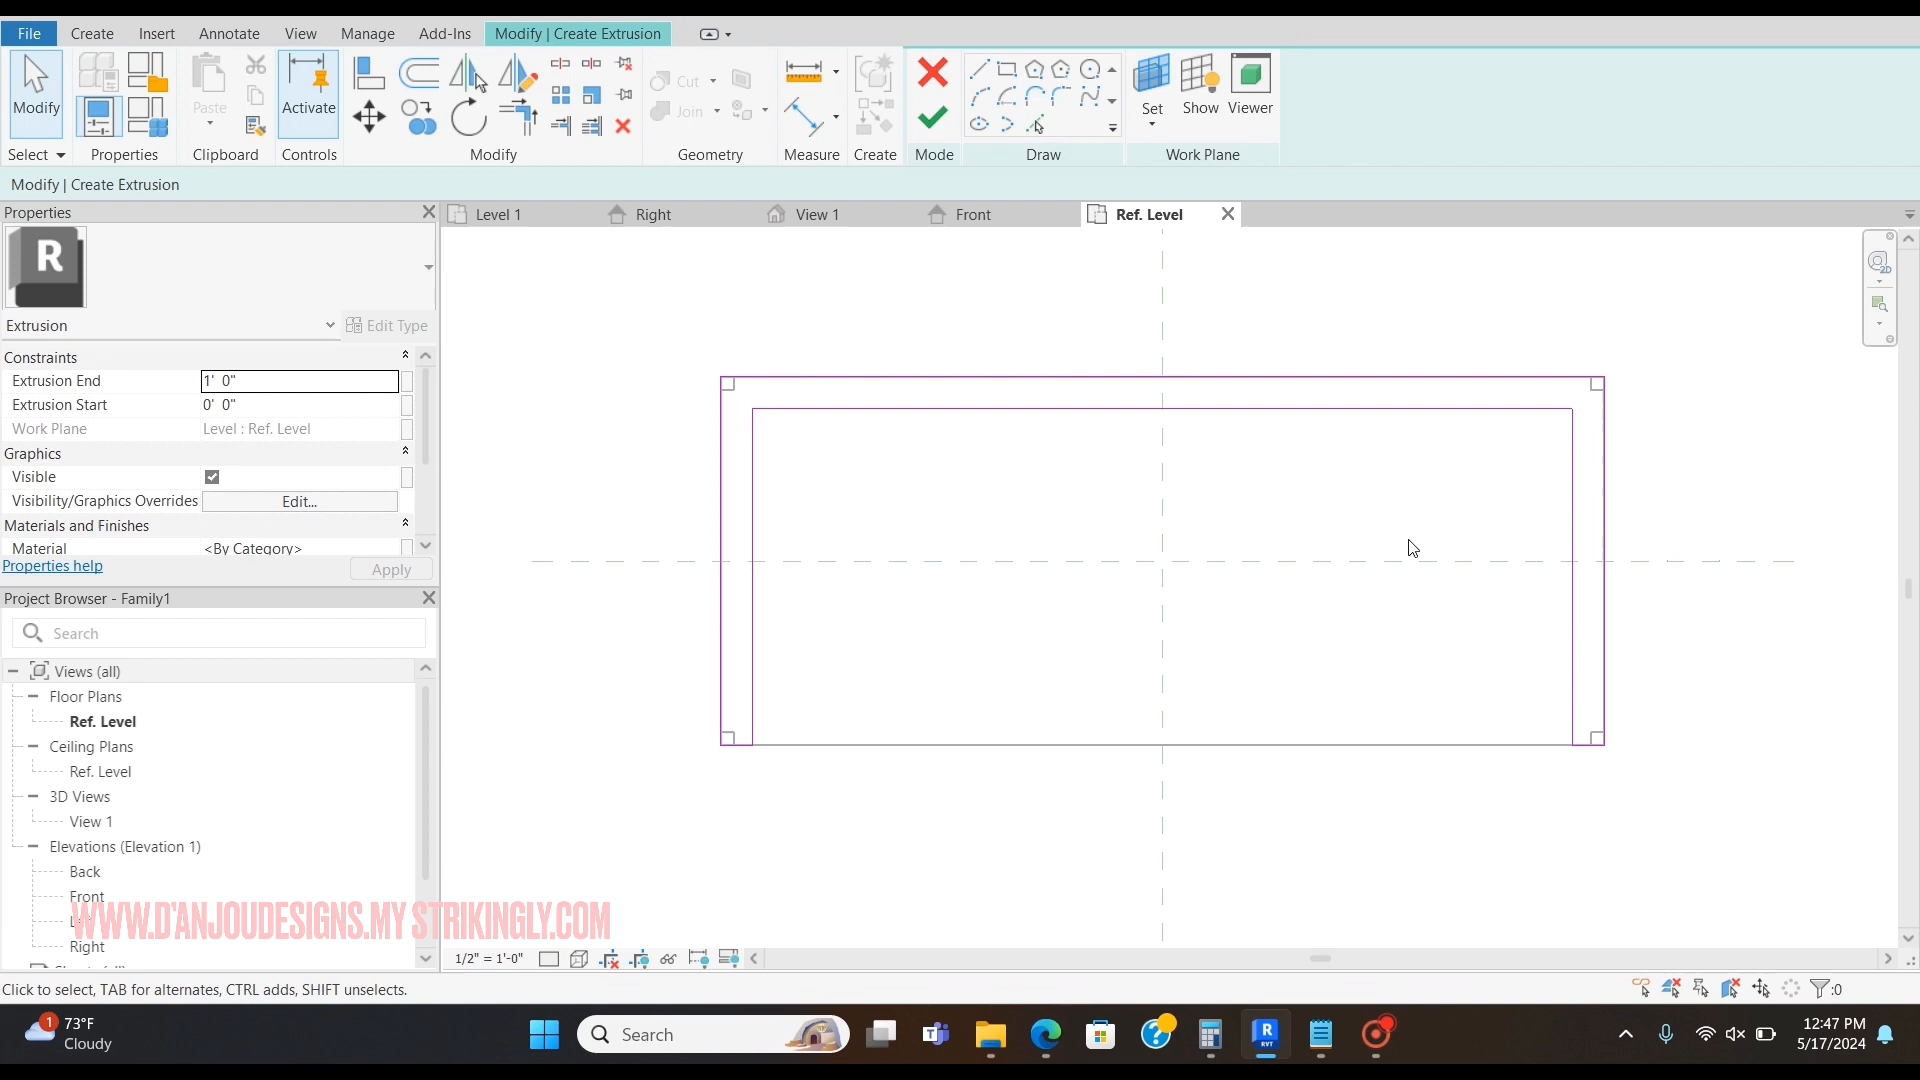 File Create Insert Annotate View Manage Add-Ins Modify | Create Extrusion
Modify Paste Activate Cut Join Set Show Viewer
Select Properties Clipboard Controls Modify Geometry Measure Create Mode Draw Work Plane
Modify | Create Extrusion
Properties
Level 1 Right View 1 Front Ref. Level
R
2D
Extrusion Edit Type
Constraints
Extrusion End 1' 0"
Extrusion Start 0' 0"
Work Plane Level : Ref. Level
Graphics
Visible
Visibility/Graphics Overrides Edit...
Materials and Finishes
Material <By Category>
Properties help Apply
Project Browser - Family1
Search
Views (all)
Floor Plans
Ref. Level
Ceiling Plans
Ref. Level
3D Views
View 1
Elevations (Elevation 1)
Back
Front
WWW.D'ANJOUDESIGNS.MY STRIKINGLY.COM
Right
1/2" = 1'-0"
Click to select, TAB for alternates, CTRL adds, SHIFT unselects.
:0
1
73°F
Cloudy
Search
R
RVT
12:47 PM
5/17/2024